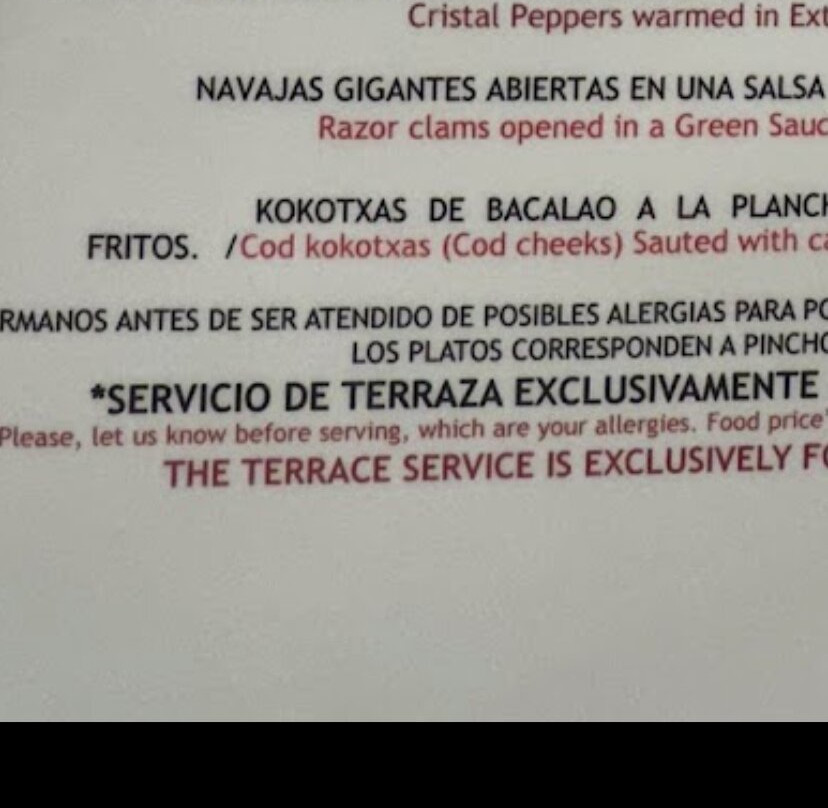 Cristal Peppers warmed in Ext
NAVAJAS GIGANTES ABIERTAS EN UNA SALSA
Razor clams opened in a Green Sauc
KOKOTXAS DE BACALAO A LA PLANCH
FRITOS. /Cod kokotxas (Cod cheeks) Sauted with ca
RMANOS ANTES DE SER ATENDIDO DE POSIBLES ALERGIAS PARA PO
LOS PLATOS CORRESPONDEN A PINCHO
*SERVICIO DE TERRAZA EXCLUSIVAMENTE
Please, let us know before serving, which are your allergies. Food price'
THE TERRACE SERVICE IS EXCLUSIVELY FO